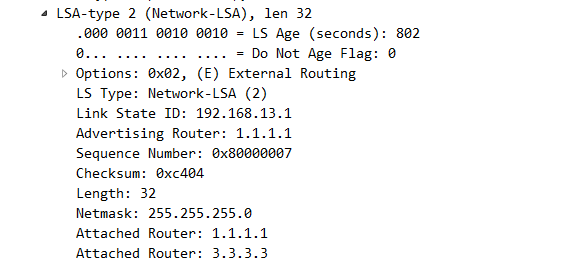 LSA-type 2 (Network-LSA), len 32
.000 0011 0010 0010 = LS Age (seconds): 802
0... .... .... .... = Do Not Age Flag: 0
Options: 0x02, (E) External Routing
LS Type: Network-LSA (2)
Link State ID: 192.168.13.1
Advertising Router: 1.1.1.1
Sequence Number: 0x80000007
Checksum: 0xc404
Length: 32
Netmask: 255.255.255.0
Attached Router: 1.1.1.1
Attached Router: 3.3.3.3